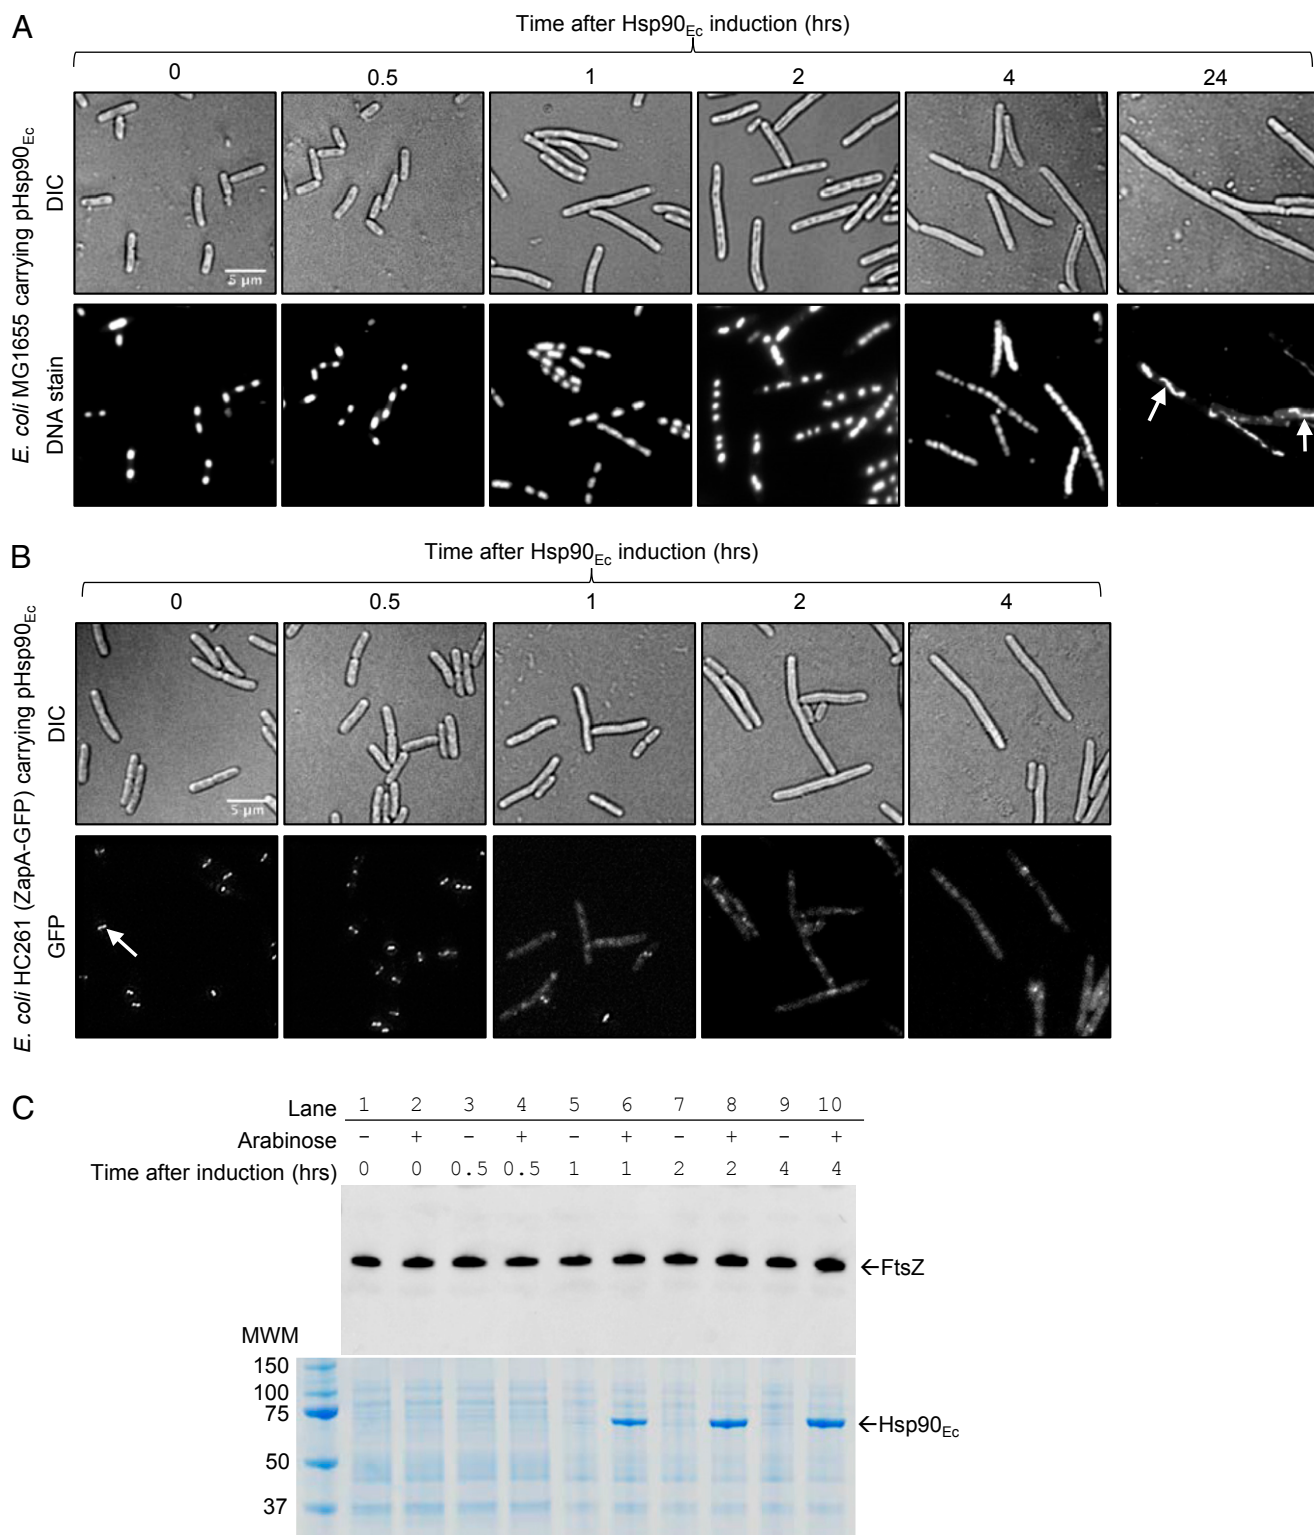 A
Time after Hsp90Ec induction (hrs)
0 0.5 1 2 4 24
E. coli MG1655 carrying pHsp90Ec
DIC
DNA stain
5 µm
B
Time after Hsp90Ec induction (hrs)
0 0.5 1 2 4
E. coli HC261 (ZapA-GFP) carrying pHsp90Ec
DIC
GFP
5 µm
C
Lane 1 2 3 4 5 6 7 8 9 10
Arabinose − + − + − + − + − +
Time after induction (hrs) 0 0 0.5 0.5 1 1 2 2 4 4
←FtsZ
MWM
150
100
75
←Hsp90Ec
50
37